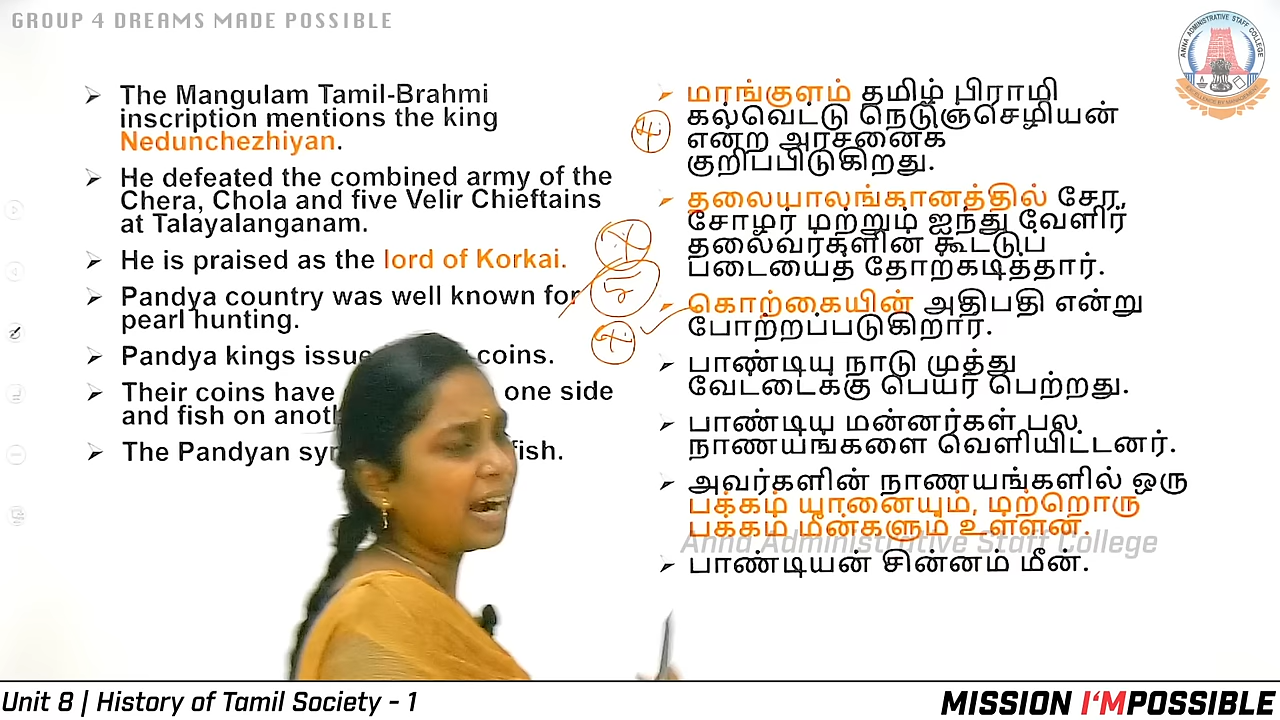 GROUP 4 DREAMS MADE POSSIBLE
ANNA ADMINISTRATIVE STAFF COLLEGE
The Mangulam Tamil-Brahmi
inscription mentions the king
Nedunchezhiyan.
He defeated the combined army of the
Chera, Chola and five Velir Chieftains
at Talayalanganam.
He is praised as the lord of Korkai.
Pandya country was well known for
pearl hunting.
Pandya kings coins.
Their coins have one side
and fish on
The Pandyan fish.
மாங்குளம் தமிழ் பிராமி
கல்வெட்டு நெடுஞ்செழியன்
என்ற அரசனைக்
குறிப்பிடுகிறது.
தலையாலங்கானத்தில் சேர,
சோழர் மற்றும் ஐந்து வேளிர்
தலைவர்களின் கூட்டுப்
படையைத் தோற்கடித்தார்.
கொற்கையின் அதிபதி என்று
போற்றப்படுகிறார்.
பாண்டிய நாடு முத்து
வேட்டைக்கு பெயர் பெற்றது.
பாண்டிய மன்னர்கள் பல
நாணயங்களை வெளியிட்டனர்.
அவர்களின் நாணயங்களில் ஒரு
பக்கம் யானையும், மற்றொரு
பக்கம் மீன்களும் உள்ளன.
Anna Administrative Staff College
பாண்டியன் சின்னம் மீன்.
Unit 8 | History of Tamil Society - 1
MISSION I'MPOSSIBLE